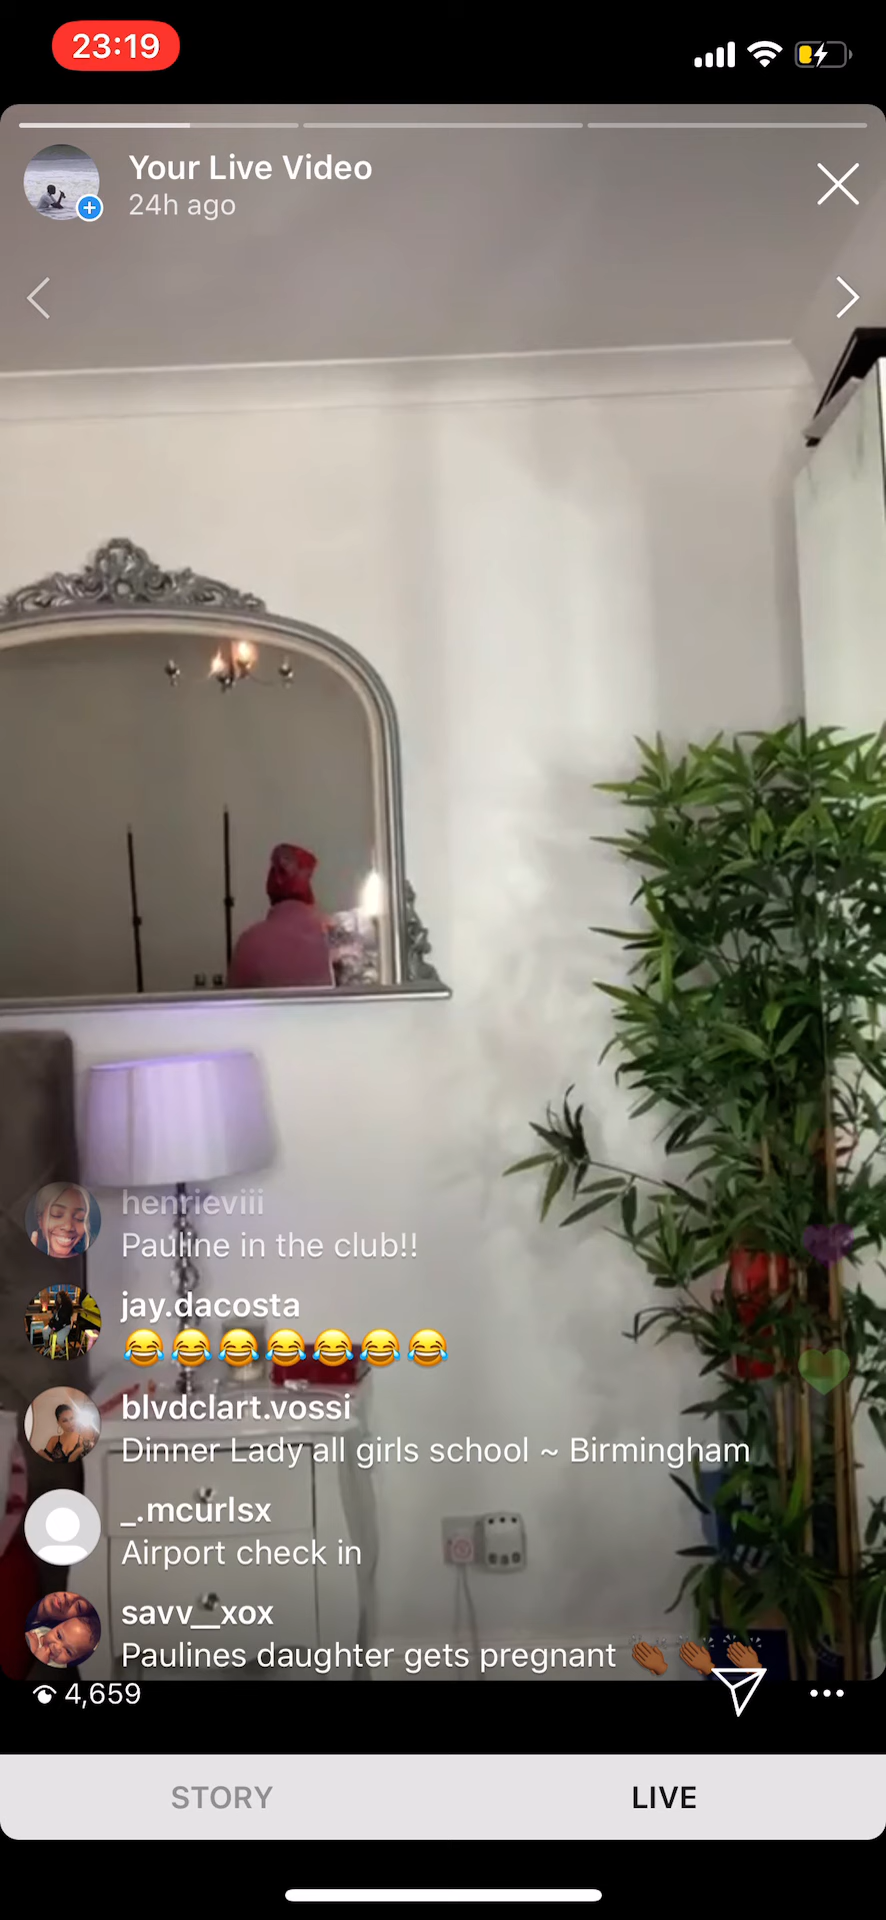 23:19
Your Live Video
24h ago
henrieviii
Pauline in the club!!
jay.dacosta
😂😂😂😂😂😂😂
blvdclart.vossi
Dinner Lady all girls school ~ Birmingham
_.mcurlsx
Airport check in
savv__xox
Paulines daughter gets pregnant 👏🏾👏🏾👏🏾
4,659
STORY
LIVE